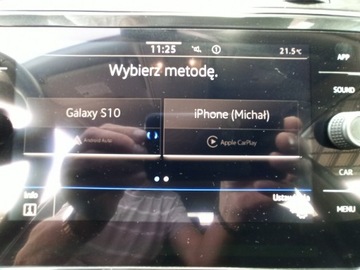 11:25 21.5°C
APP
Wybierz metodę.
SOUND
Galaxy S10 iPhone (Michał)
Android Auto Apple CarPlay
CAR
Info Ustawienia
MENU